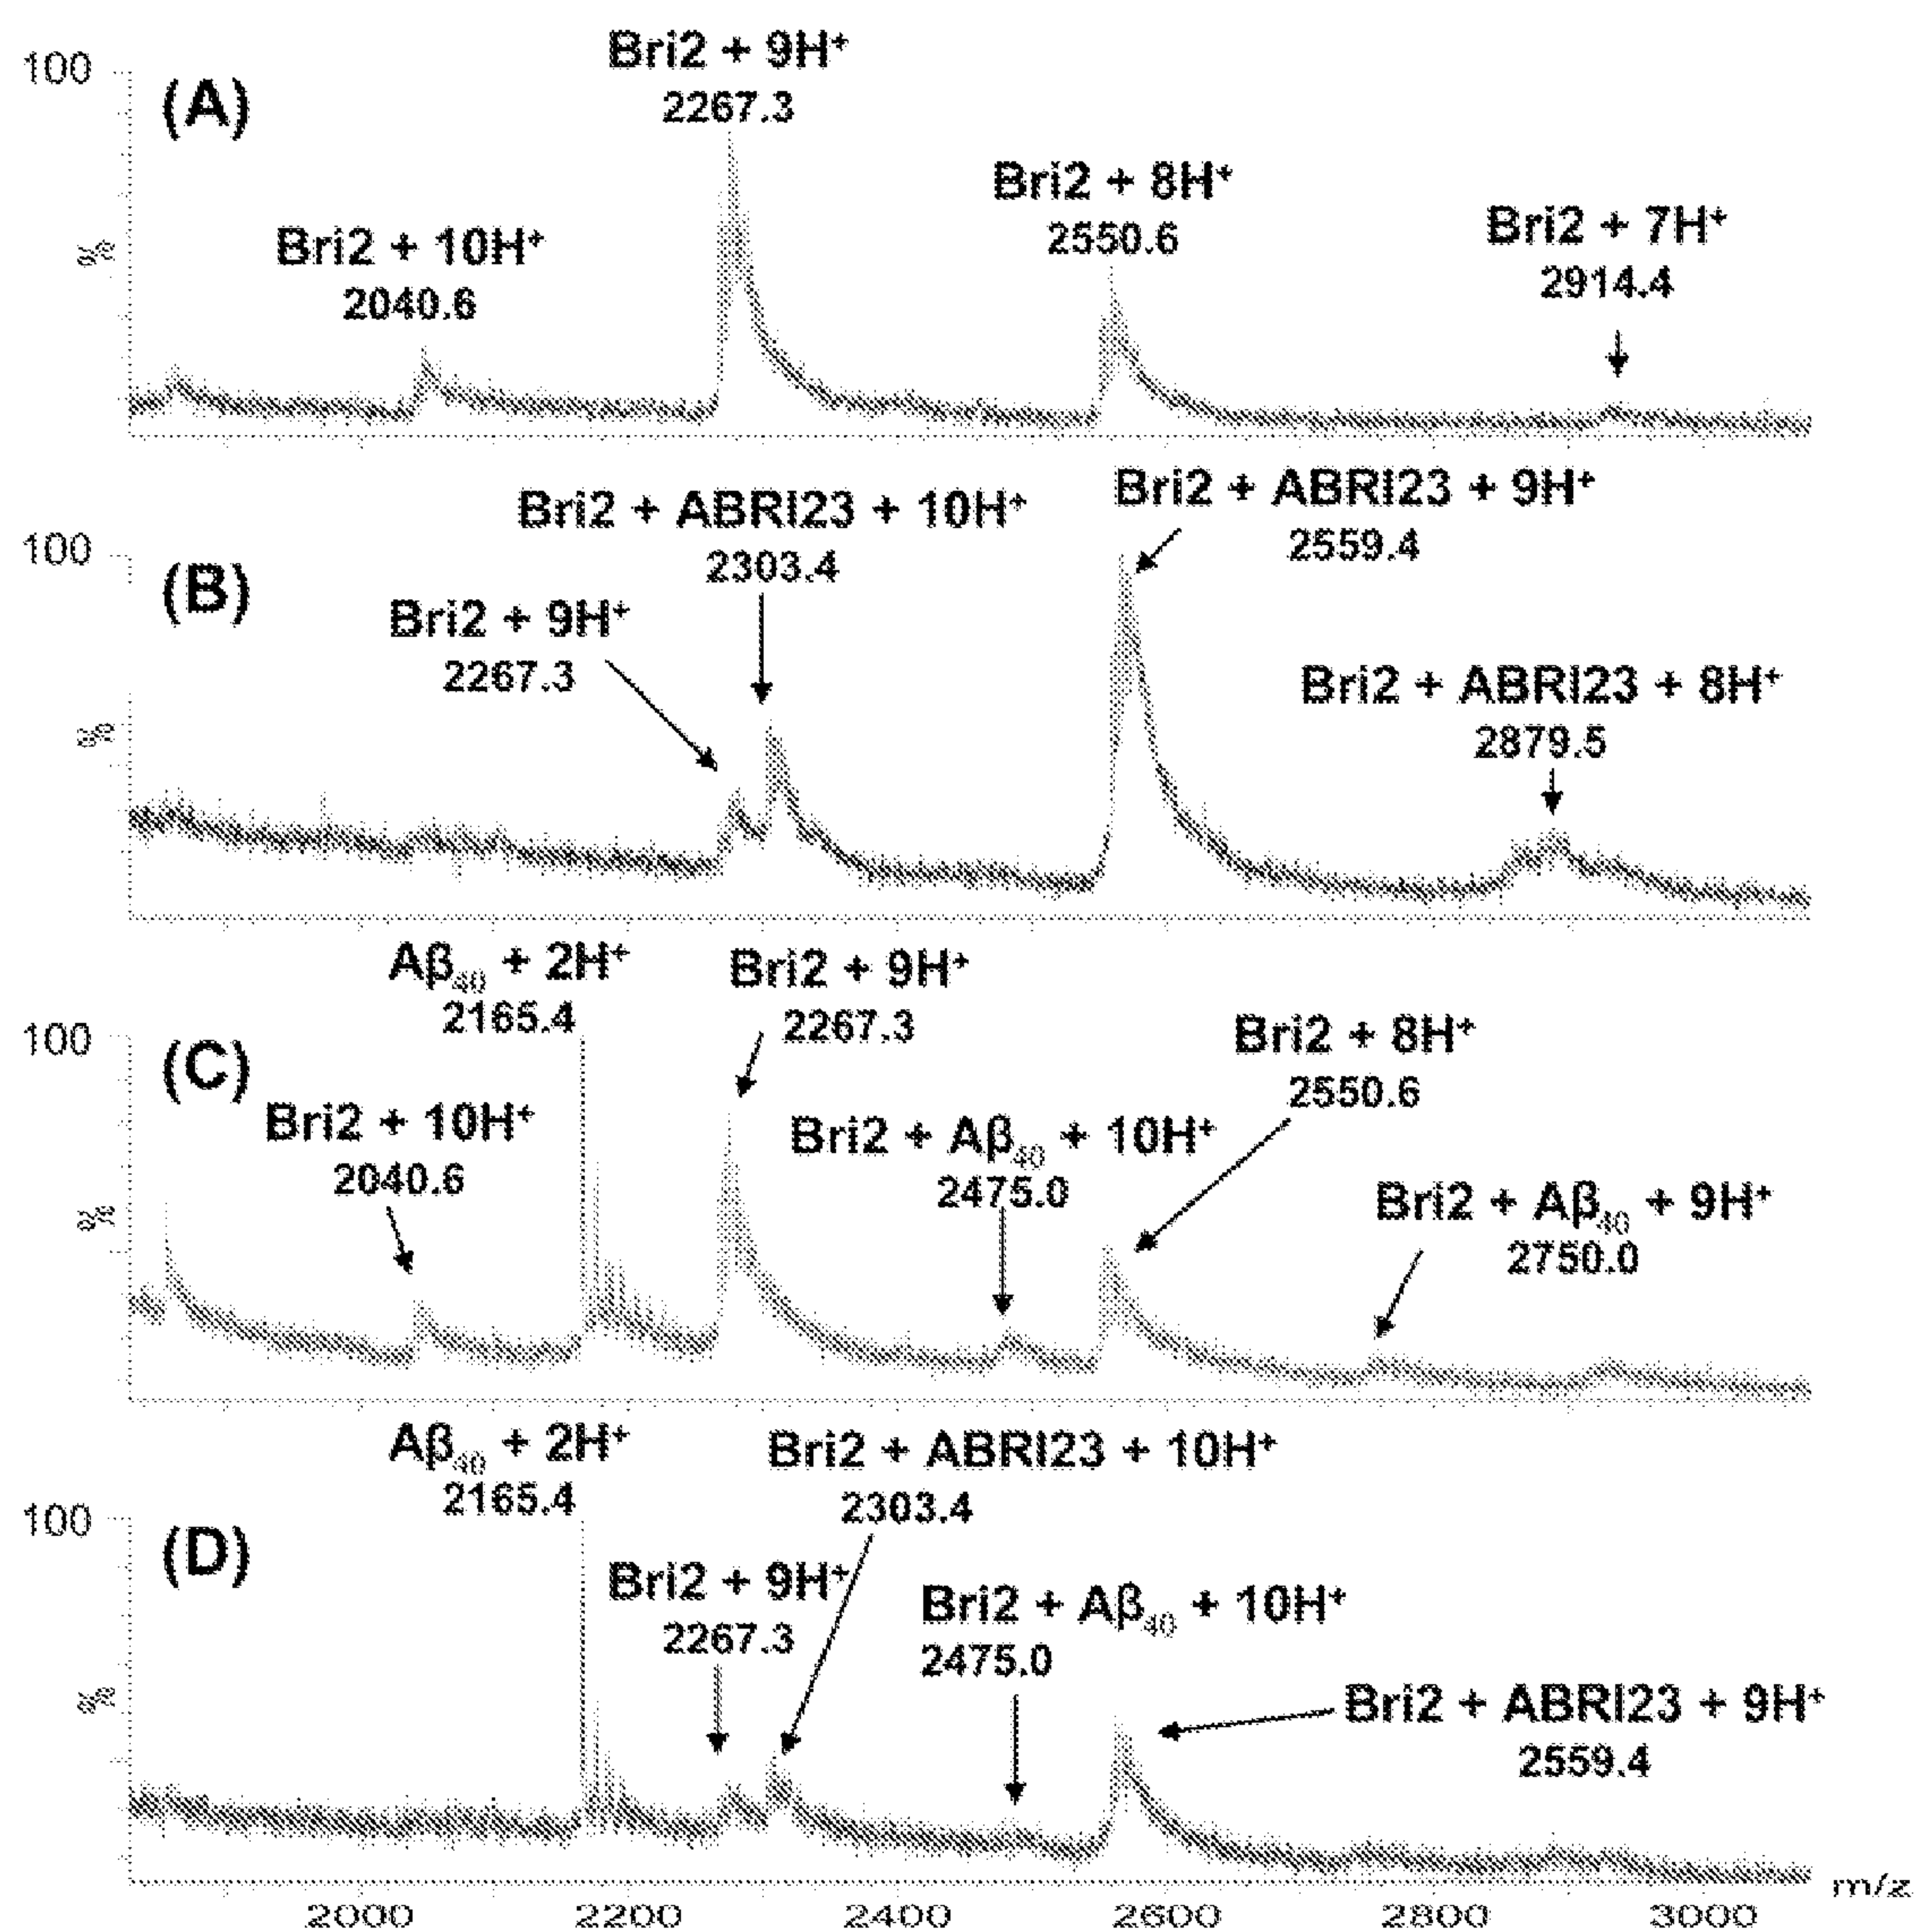 Bri2 + 9H⁺
2267.3
100
(A)
Bri2 + 8H⁺
2550.6
Bri2 + 7H⁺
2914.4
Bri2 + 10H⁺
2040.6
%
Bri2 + ABRI23 + 9H⁺
2559.4
Bri2 + ABRI23 + 10H⁺
2303.4
100
(B)
Bri2 + 9H⁺
2267.3
Bri2 + ABRI23 + 8H⁺
2879.5
%
Aβ₄₀ + 2H⁺
2165.4
Bri2 + 9H⁺
2267.3
100
(C)
Bri2 + 8H⁺
2550.6
Bri2 + 10H⁺
2040.6
Bri2 + Aβ₄₀ + 10H⁺
2475.0
Bri2 + Aβ₄₀ + 9H⁺
2750.0
%
Aβ₄₀ + 2H⁺
2165.4
Bri2 + ABRI23 + 10H⁺
2303.4
100
(D)
Bri2 + 9H⁺
2267.3
Bri2 + Aβ₄₀ + 10H⁺
2475.0
Bri2 + ABRI23 + 9H⁺
2559.4
%
m/z
2000 2200 2400 2600 2800 3000